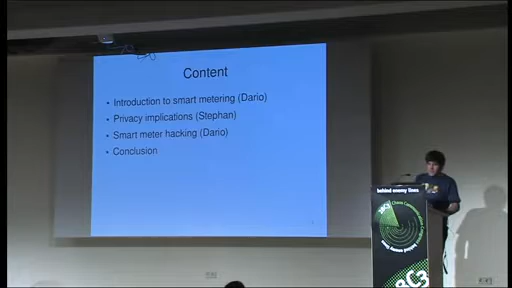 Content
• Introduction to smart metering (Dario)
• Privacy implications (Stephan)
• Smart meter hacking (Dario)
• Conclusion
behind enemy lines